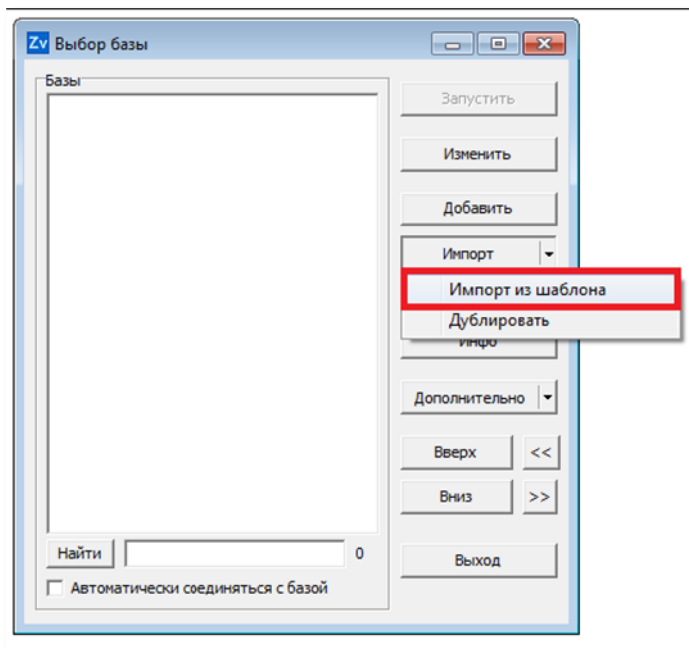 Zv Выбор базы
Базы
Запустить
Изменить
Добавить
Импорт
Импорт из шаблона
Дублировать
Инфо
Дополнительно
Вверх <<
Вниз >>
Найти 0
Выход
Автоматически соединяться с базой